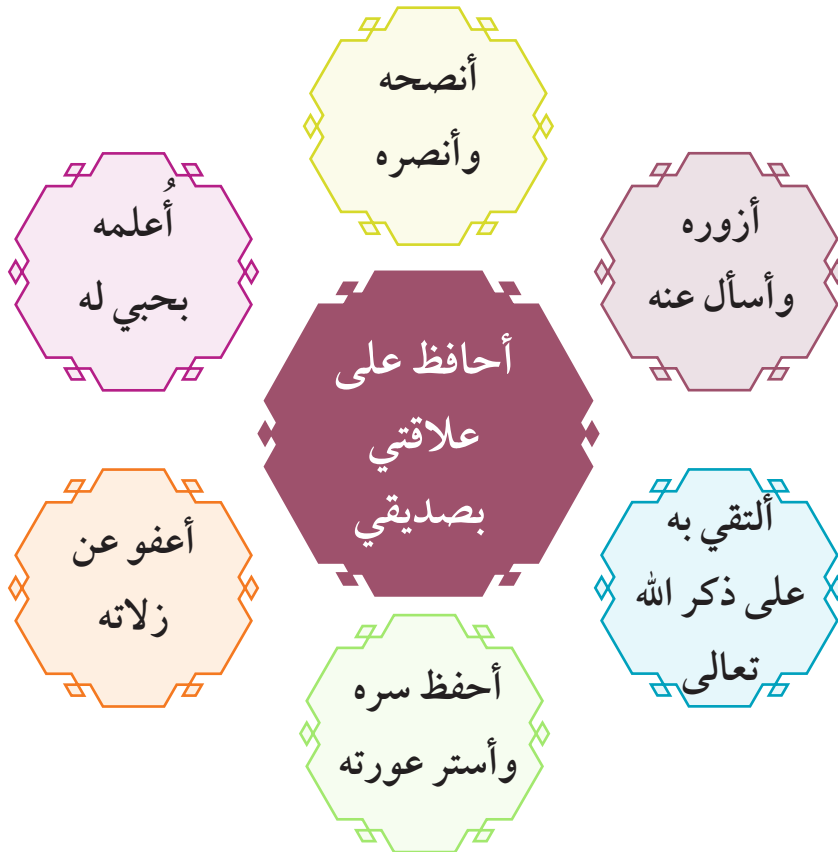 أنصحه
وأنصره
أزوره
وأسأل عنه
أُعلمه
بحبي له
أحافظ على
علاقتي
بصديقي
ألتقي به
على ذكر الله
تعالى
أعفو عن
زلاته
أحفظ سره
وأستر عورته